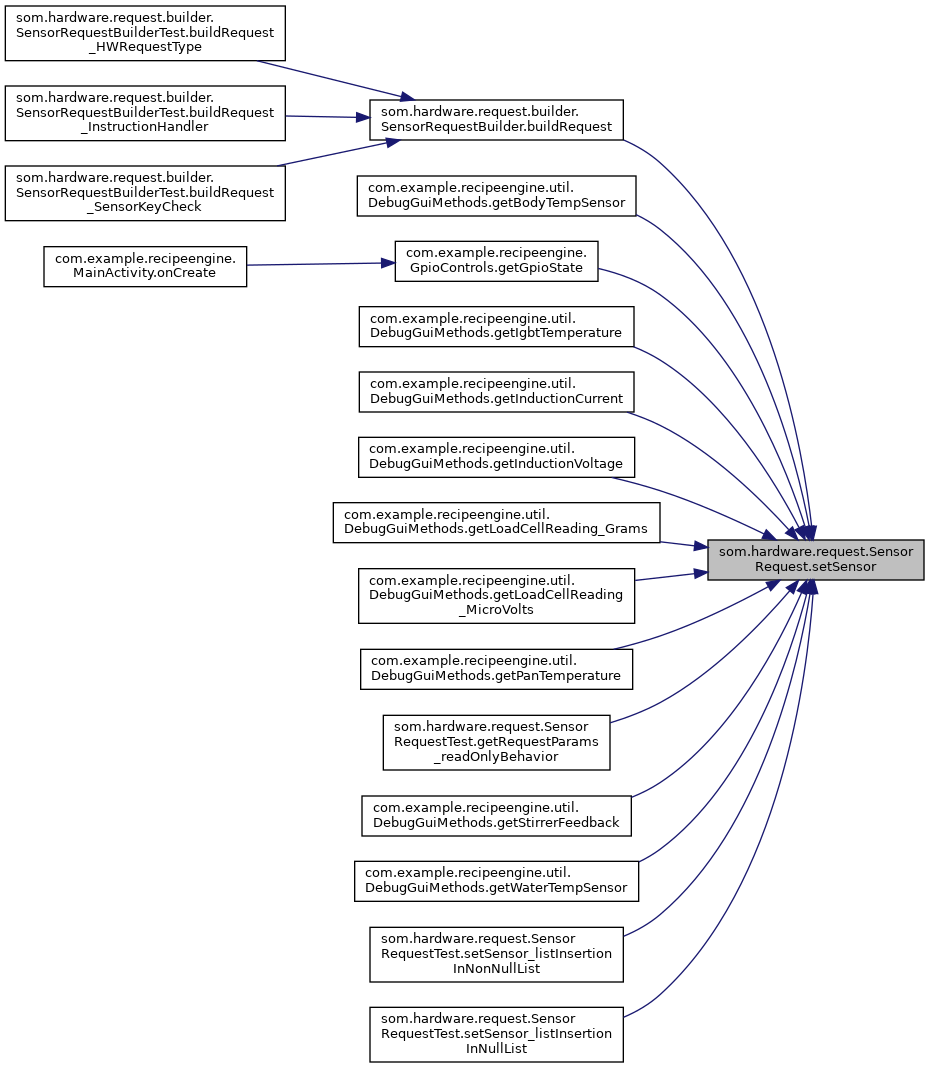 som.hardware.request.builder.
SensorRequestBuilderTest.buildRequest
_HWRequestType
som.hardware.request.builder.
SensorRequestBuilderTest.buildRequest
_InstructionHandler
som.hardware.request.builder.
SensorRequestBuilderTest.buildRequest
_SensorKeyCheck
com.example.recipeengine.
MainActivity.onCreate
som.hardware.request.builder.
SensorRequestBuilder.buildRequest
com.example.recipeengine.util.
DebugGuiMethods.getBodyTempSensor
com.example.recipeengine.
GpioControls.getGpioState
com.example.recipeengine.util.
DebugGuiMethods.getIgbtTemperature
com.example.recipeengine.util.
DebugGuiMethods.getInductionCurrent
com.example.recipeengine.util.
DebugGuiMethods.getInductionVoltage
com.example.recipeengine.util.
DebugGuiMethods.getLoadCellReading_Grams
com.example.recipeengine.util.
DebugGuiMethods.getLoadCellReading
_MicroVolts
com.example.recipeengine.util.
DebugGuiMethods.getPanTemperature
som.hardware.request.Sensor
RequestTest.getRequestParams
_readOnlyBehavior
com.example.recipeengine.util.
DebugGuiMethods.getStirrerFeedback
com.example.recipeengine.util.
DebugGuiMethods.getWaterTempSensor
som.hardware.request.Sensor
RequestTest.setSensor_listInsertion
InNonNullList
som.hardware.request.Sensor
RequestTest.setSensor_listInsertion
InNullList
som.hardware.request.Sensor
Request.setSensor